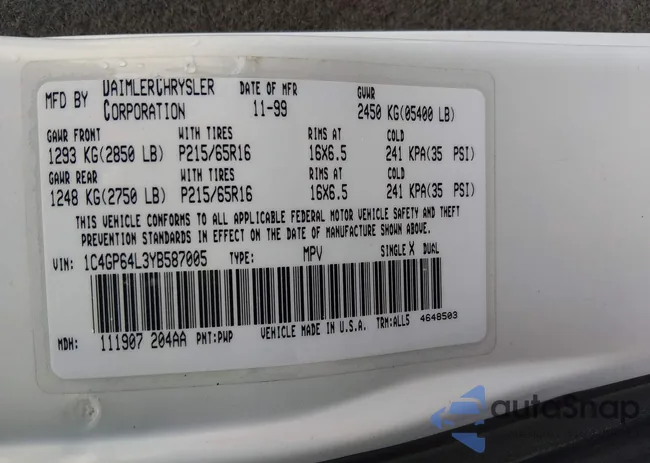 MFD BY DAIMLERCHRYSLER CORPORATION DATE OF MFR 11-99 GVWR 2450 KG(05400 LB)
GAWR FRONT WITH TIRES RIMS AT COLD
1293 KG(2850 LB) P215/65R16 16X6.5 241 KPA(35 PSI)
GAWR REAR WITH TIRES RIMS AT COLD
1248 KG(2750 LB) P215/65R16 16X6.5 241 KPA(35 PSI)
THIS VEHICLE CONFORMS TO ALL APPLICABLE FEDERAL MOTOR VEHICLE SAFETY AND THEFT
PREVENTION STANDARDS IN EFFECT ON THE DATE OF MANUFACTURE SHOWN ABOVE.
VIN: 1C4GP64L3YB587005 TYPE: MPV SINGLE X DUAL
MDH: 111907 204AA PNT:PWP VEHICLE MADE IN U.S.A. TRM:ALL5 4648503
autoSnap